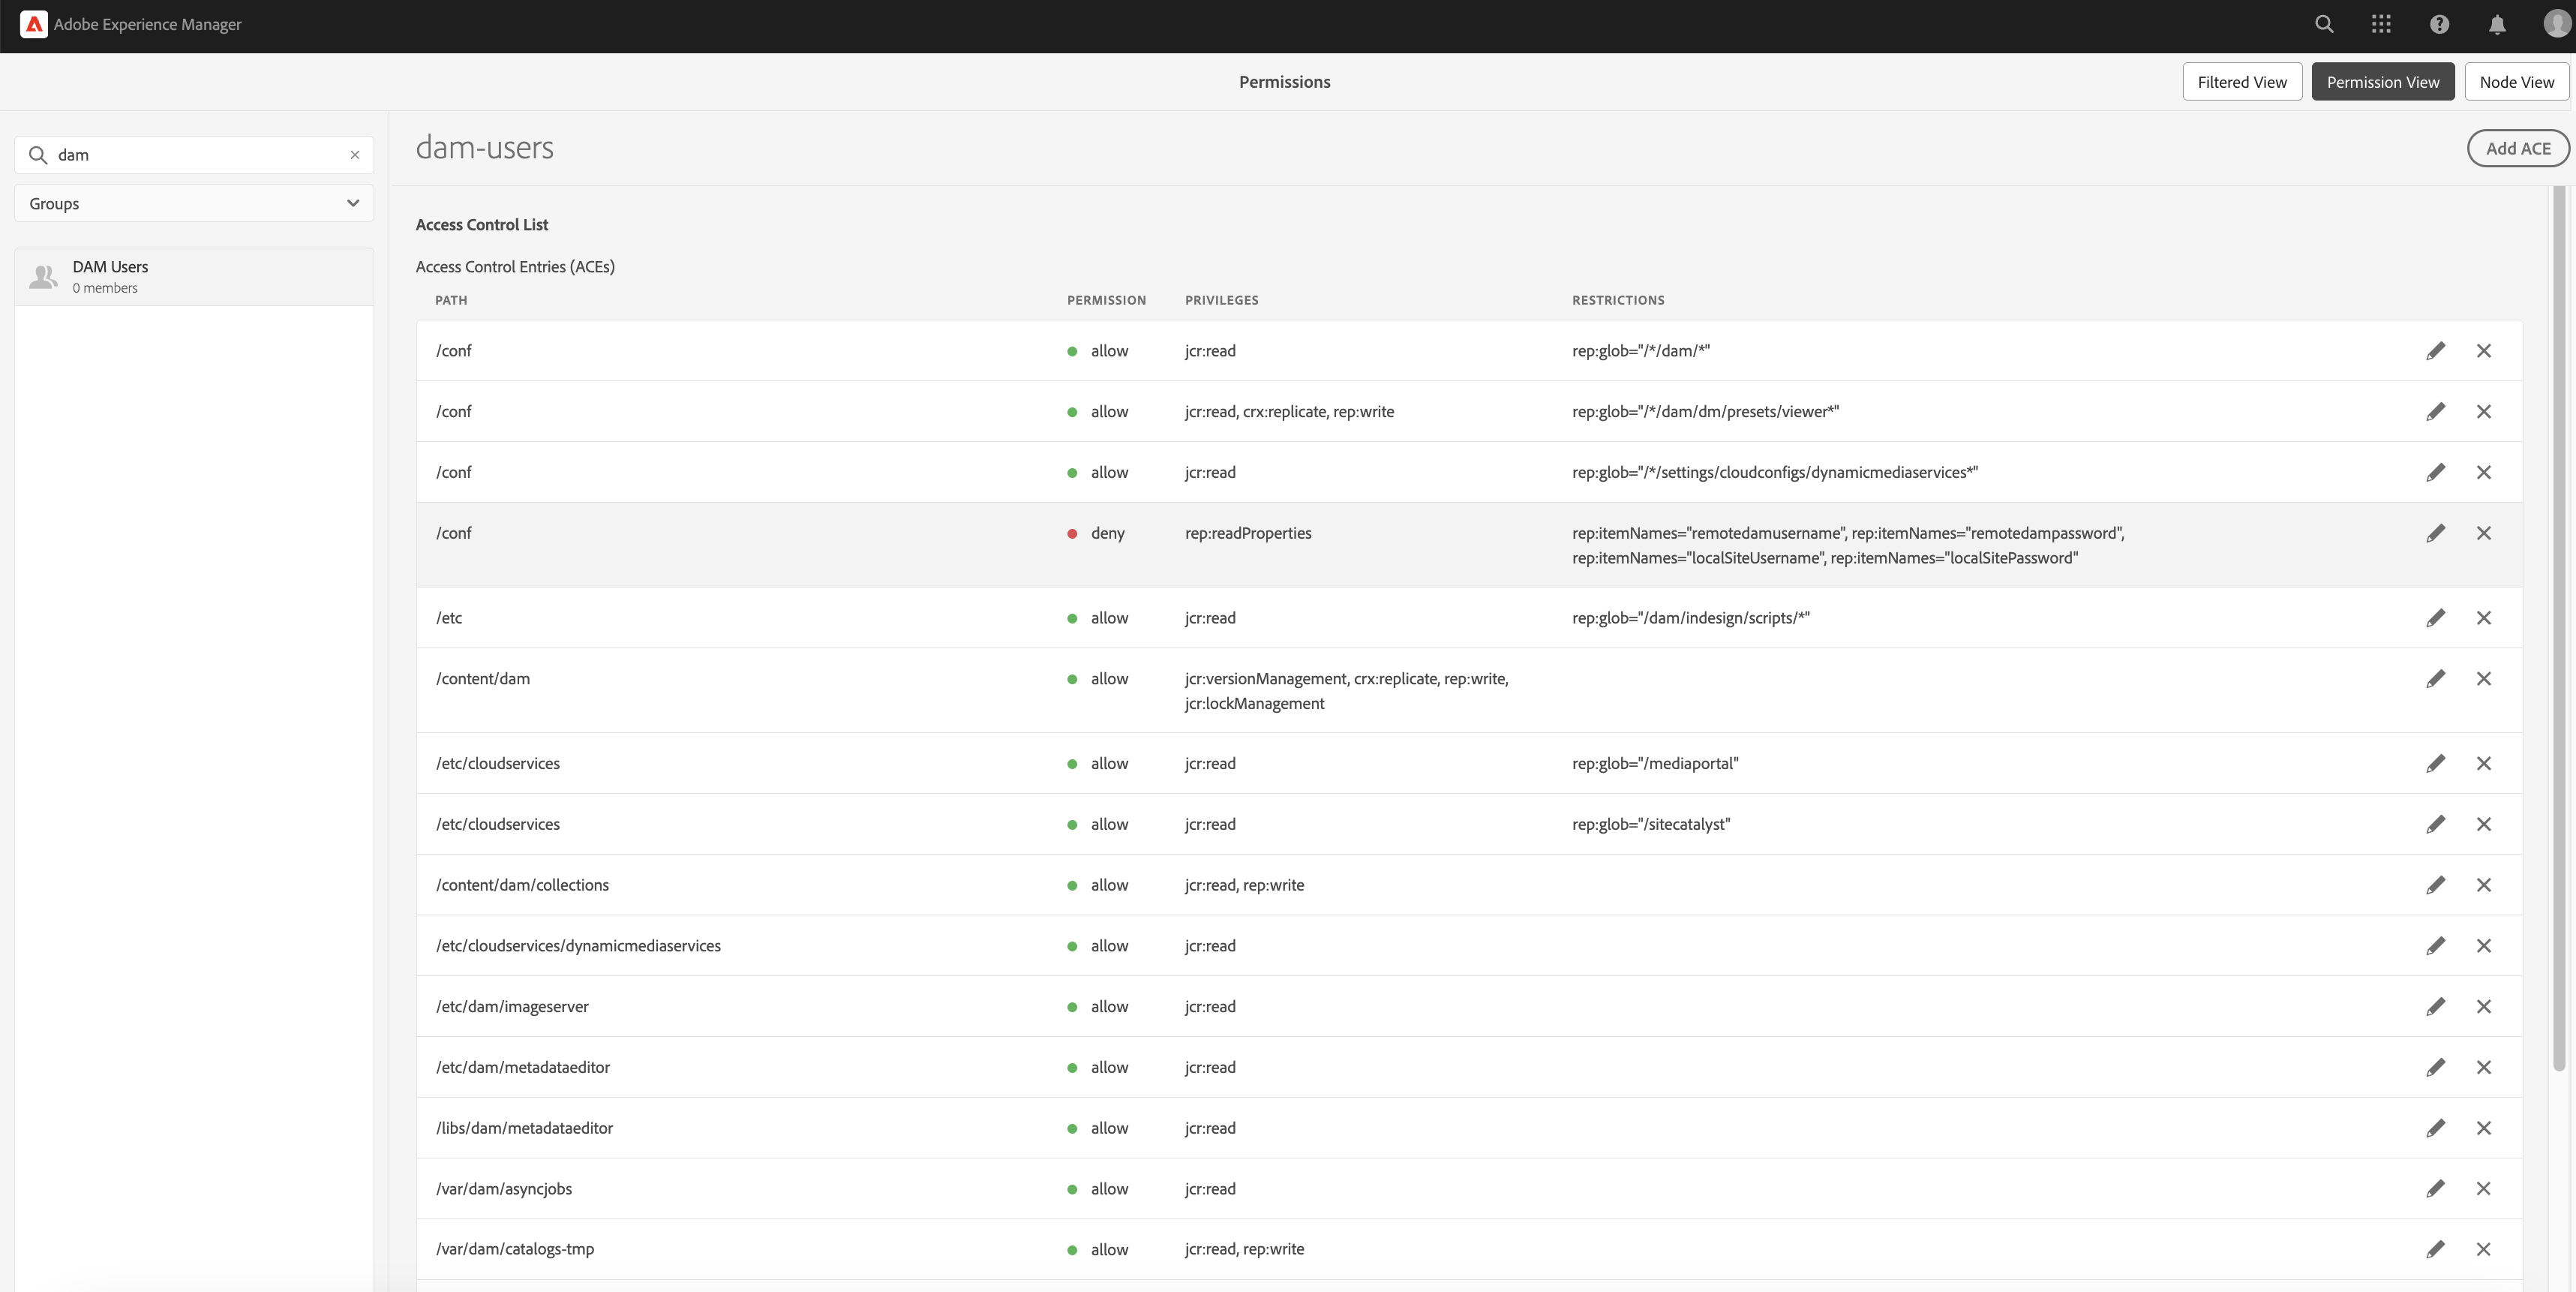 Adobe Experience Manager
Permissions
Filtered View
Permission View
Node View
dam
Groups
DAM Users
0 members
dam-users
Add ACE
Access Control List
Access Control Entries (ACEs)
PATH PERMISSION PRIVILEGES RESTRICTIONS
/conf allow jcr:read rep:glob="/*/dam/*"
/conf allow jcr:read, crx:replicate, rep:write rep:glob="/*/dam/dm/presets/viewer*"
/conf allow jcr:read rep:glob="/*/settings/cloudconfigs/dynamicmediaservices*"
/conf deny rep:readProperties rep:itemNames="remotedamusername", rep:itemNames="remotedampassword",
rep:itemNames="localSiteUsername", rep:itemNames="localSitePassword"
/etc allow jcr:read rep:glob="/dam/indesign/scripts/*"
/content/dam allow jcr:versionManagement, crx:replicate, rep:write,
jcr:lockManagement
/etc/cloudservices allow jcr:read rep:glob="/mediaportal"
/etc/cloudservices allow jcr:read rep:glob="/sitecatalyst"
/content/dam/collections allow jcr:read, rep:write
/etc/cloudservices/dynamicmediaservices allow jcr:read
/etc/dam/imageserver allow jcr:read
/etc/dam/metadataeditor allow jcr:read
/libs/dam/metadataeditor allow jcr:read
/var/dam/asyncjobs allow jcr:read
/var/dam/catalogs-tmp allow jcr:read, rep:write